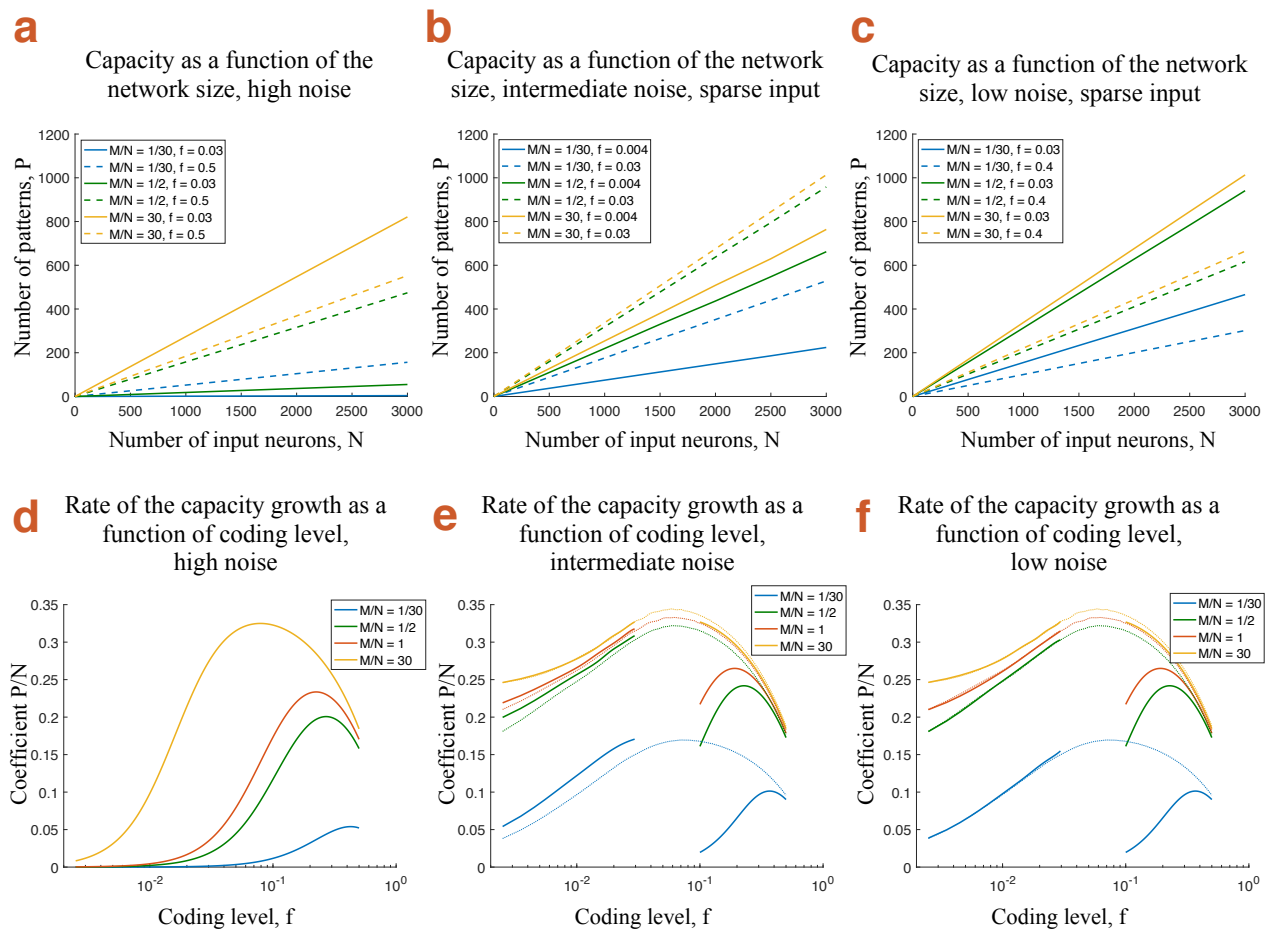 a
Capacity as a function of the
network size, high noise
1200
1000
800
600
400
200
0
Number of patterns, P
M/N = 1/30, f = 0.03
M/N = 1/30, f = 0.5
M/N = 1/2, f = 0.03
M/N = 1/2, f = 0.5
M/N = 30, f = 0.03
M/N = 30, f = 0.5
0 500 1000 1500 2000 2500 3000
Number of input neurons, N
b
Capacity as a function of the network
size, intermediate noise, sparse input
1200
1000
800
600
400
200
0
Number of patterns, P
M/N = 1/30, f = 0.004
M/N = 1/30, f = 0.03
M/N = 1/2, f = 0.004
M/N = 1/2, f = 0.03
M/N = 30, f = 0.004
M/N = 30, f = 0.03
0 500 1000 1500 2000 2500 3000
Number of input neurons, N
c
Capacity as a function of the network
size, low noise, sparse input
1200
1000
800
600
400
200
0
Number of patterns, P
M/N = 1/30, f = 0.03
M/N = 1/30, f = 0.4
M/N = 1/2, f = 0.03
M/N = 1/2, f = 0.4
M/N = 30, f = 0.03
M/N = 30, f = 0.4
0 500 1000 1500 2000 2500 3000
Number of input neurons, N
d
Rate of the capacity growth as a
function of coding level,
high noise
0.35
0.3
0.25
0.2
0.15
0.1
0.05
0
Coefficient P/N
M/N = 1/30
M/N = 1/2
M/N = 1
M/N = 30
10⁻² 10⁻¹ 10⁰
Coding level, f
e
Rate of the capacity growth as a
function of coding level,
intermediate noise
0.35
0.3
0.25
0.2
0.15
0.1
0.05
0
Coefficient P/N
M/N = 1/30
M/N = 1/2
M/N = 1
M/N = 30
10⁻² 10⁻¹ 10⁰
Coding level, f
f
Rate of the capacity growth as a
function of coding level,
low noise
0.35
0.3
0.25
0.2
0.15
0.1
0.05
0
Coefficient P/N
M/N = 1/30
M/N = 1/2
M/N = 1
M/N = 30
10⁻² 10⁻¹ 10⁰
Coding level, f